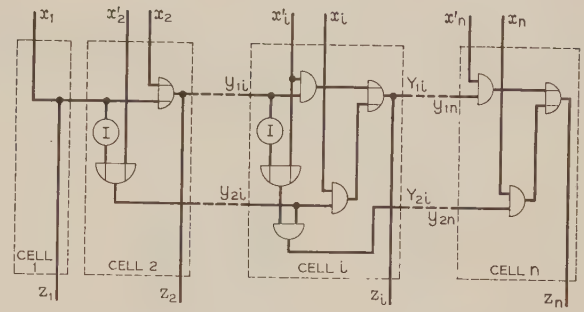 x₁ x'₂ x₂ x'ᵢ xᵢ x'ₙ xₙ
y₁ᵢ Y₁ᵢ
y₁ₙ
I I
y₂ᵢ Y₂ᵢ
y₂ₙ
CELL 1 CELL 2 CELL i CELL n
z₁ z₂ zᵢ zₙ